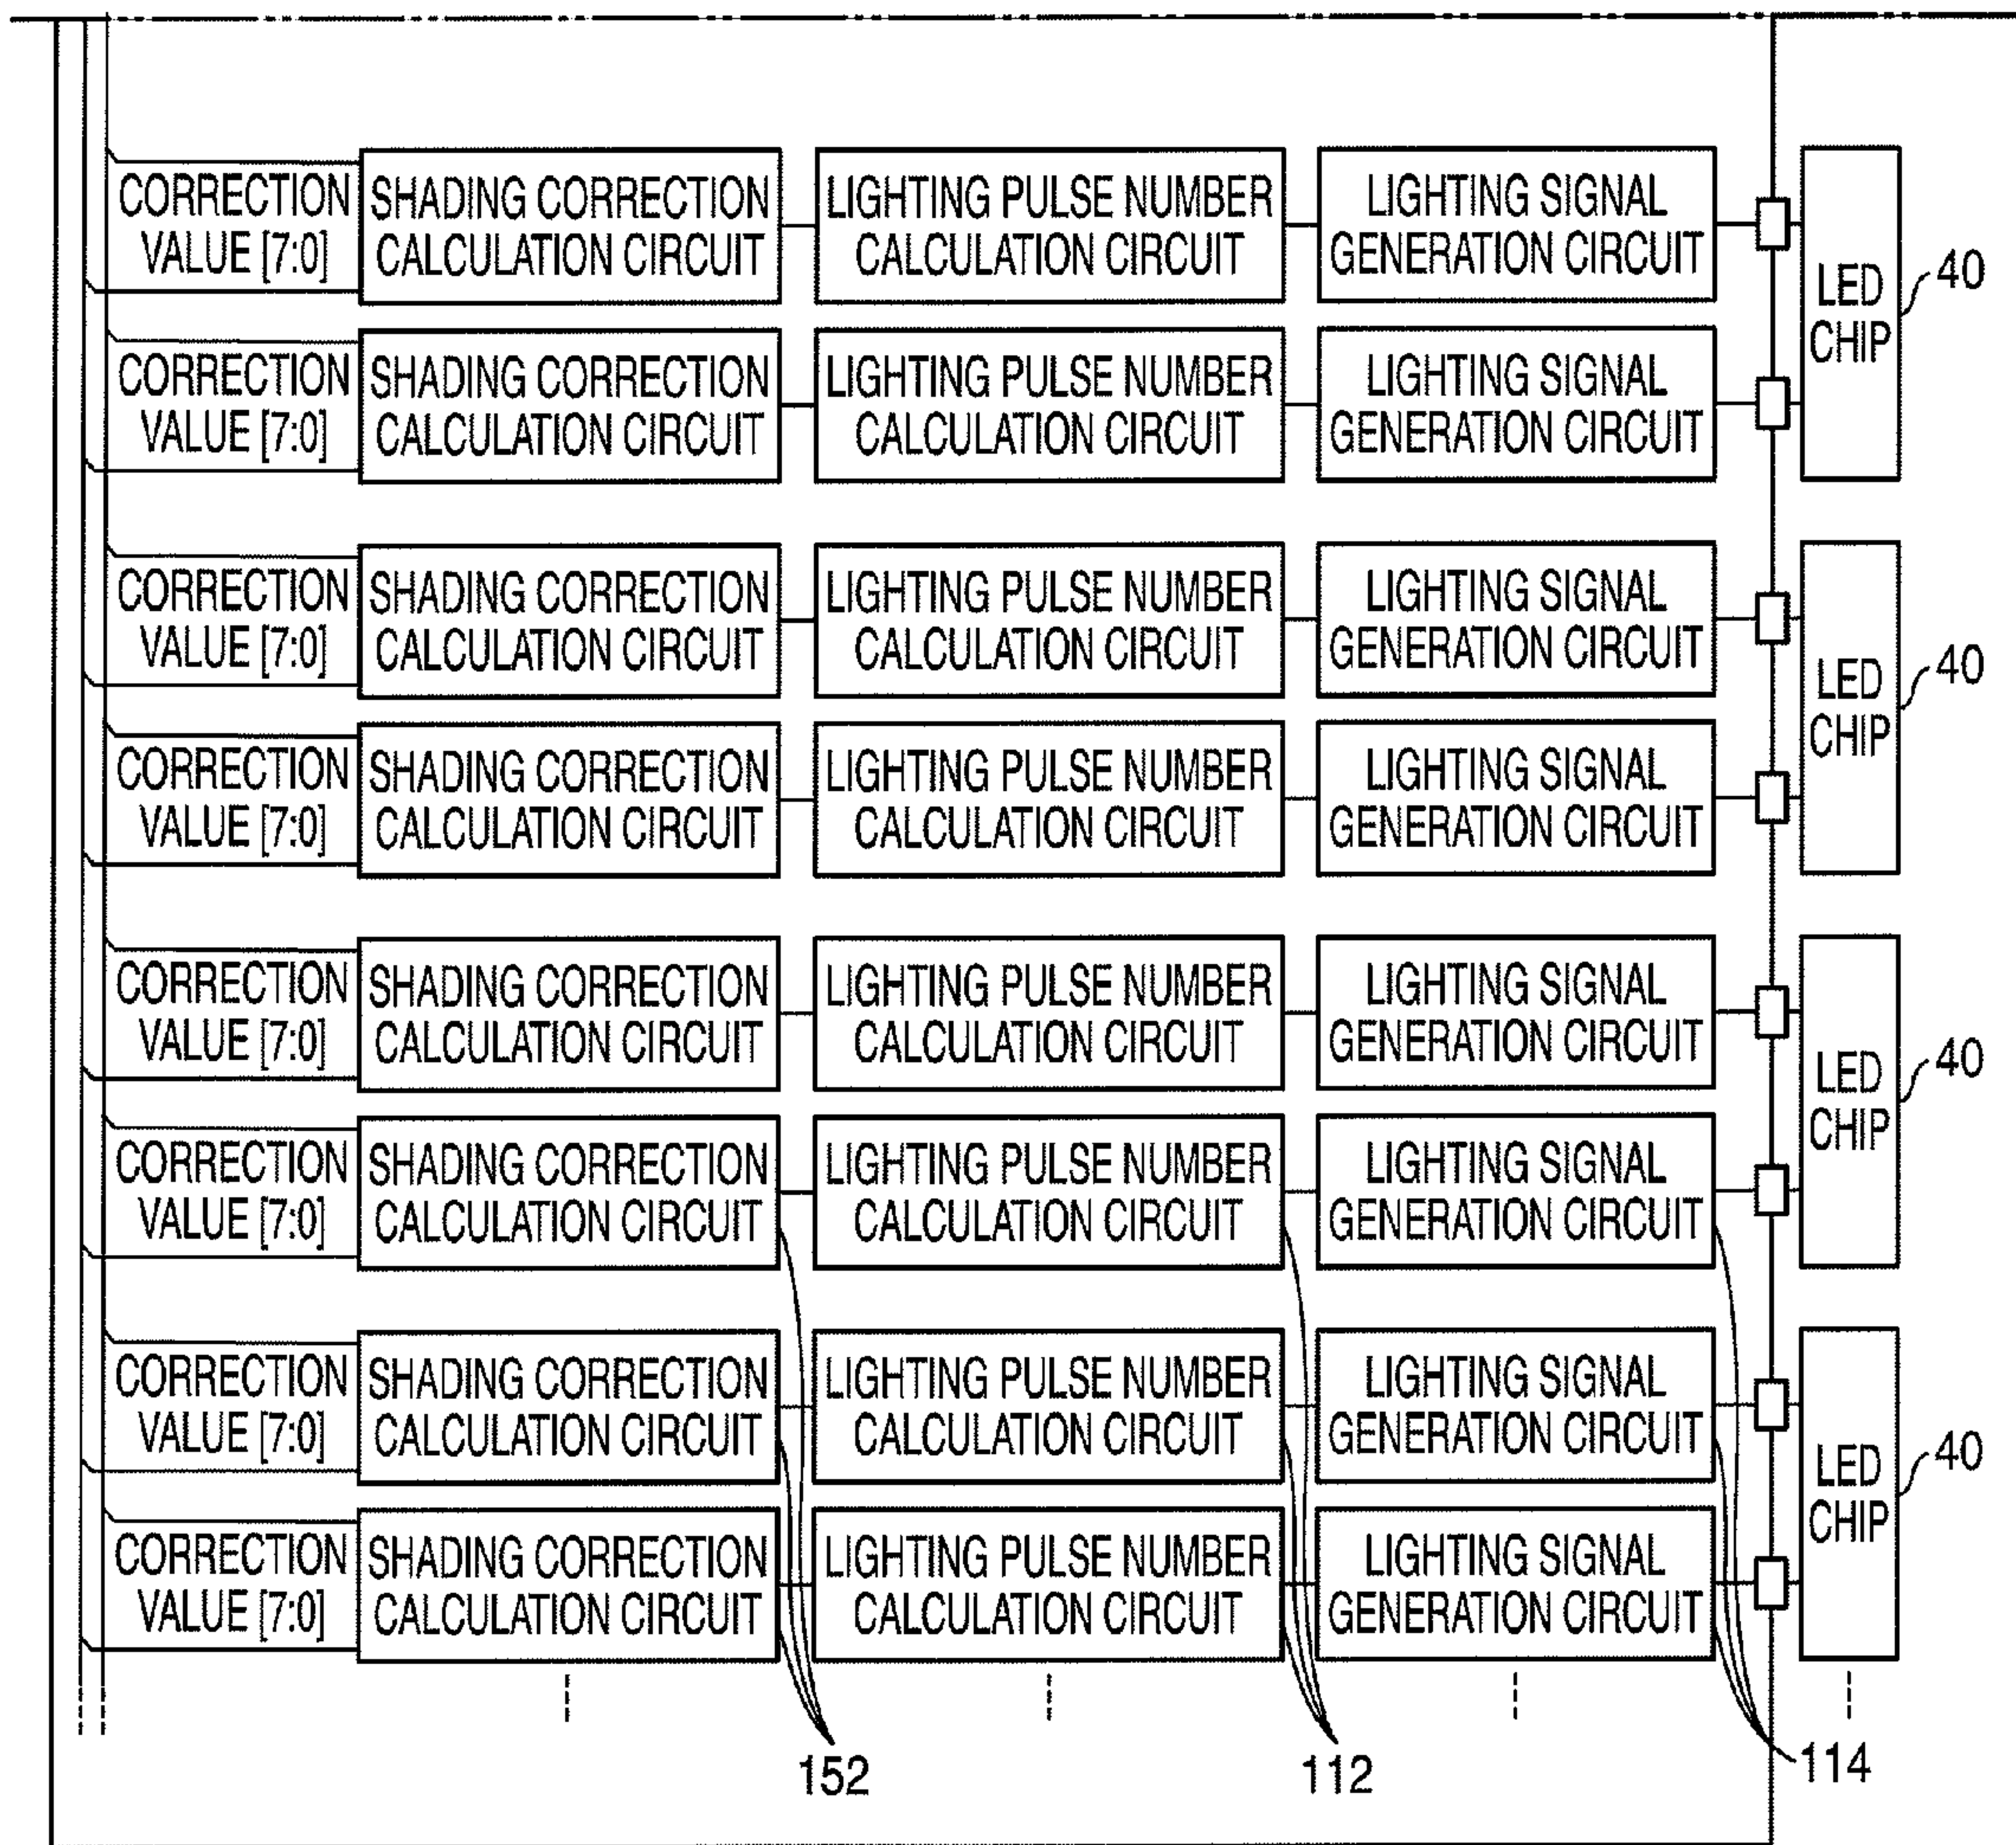 CORRECTION
VALUE [7:0]
SHADING CORRECTION
CALCULATION CIRCUIT
LIGHTING PULSE NUMBER
CALCULATION CIRCUIT
LIGHTING SIGNAL
GENERATION CIRCUIT
CORRECTION
VALUE [7:0]
SHADING CORRECTION
CALCULATION CIRCUIT
LIGHTING PULSE NUMBER
CALCULATION CIRCUIT
LIGHTING SIGNAL
GENERATION CIRCUIT
LED
CHIP
40
CORRECTION
VALUE [7:0]
SHADING CORRECTION
CALCULATION CIRCUIT
LIGHTING PULSE NUMBER
CALCULATION CIRCUIT
LIGHTING SIGNAL
GENERATION CIRCUIT
CORRECTION
VALUE [7:0]
SHADING CORRECTION
CALCULATION CIRCUIT
LIGHTING PULSE NUMBER
CALCULATION CIRCUIT
LIGHTING SIGNAL
GENERATION CIRCUIT
LED
CHIP
40
CORRECTION
VALUE [7:0]
SHADING CORRECTION
CALCULATION CIRCUIT
LIGHTING PULSE NUMBER
CALCULATION CIRCUIT
LIGHTING SIGNAL
GENERATION CIRCUIT
CORRECTION
VALUE [7:0]
SHADING CORRECTION
CALCULATION CIRCUIT
LIGHTING PULSE NUMBER
CALCULATION CIRCUIT
LIGHTING SIGNAL
GENERATION CIRCUIT
LED
CHIP
40
CORRECTION
VALUE [7:0]
SHADING CORRECTION
CALCULATION CIRCUIT
LIGHTING PULSE NUMBER
CALCULATION CIRCUIT
LIGHTING SIGNAL
GENERATION CIRCUIT
CORRECTION
VALUE [7:0]
SHADING CORRECTION
CALCULATION CIRCUIT
LIGHTING PULSE NUMBER
CALCULATION CIRCUIT
LIGHTING SIGNAL
GENERATION CIRCUIT
LED
CHIP
40
152
112
114